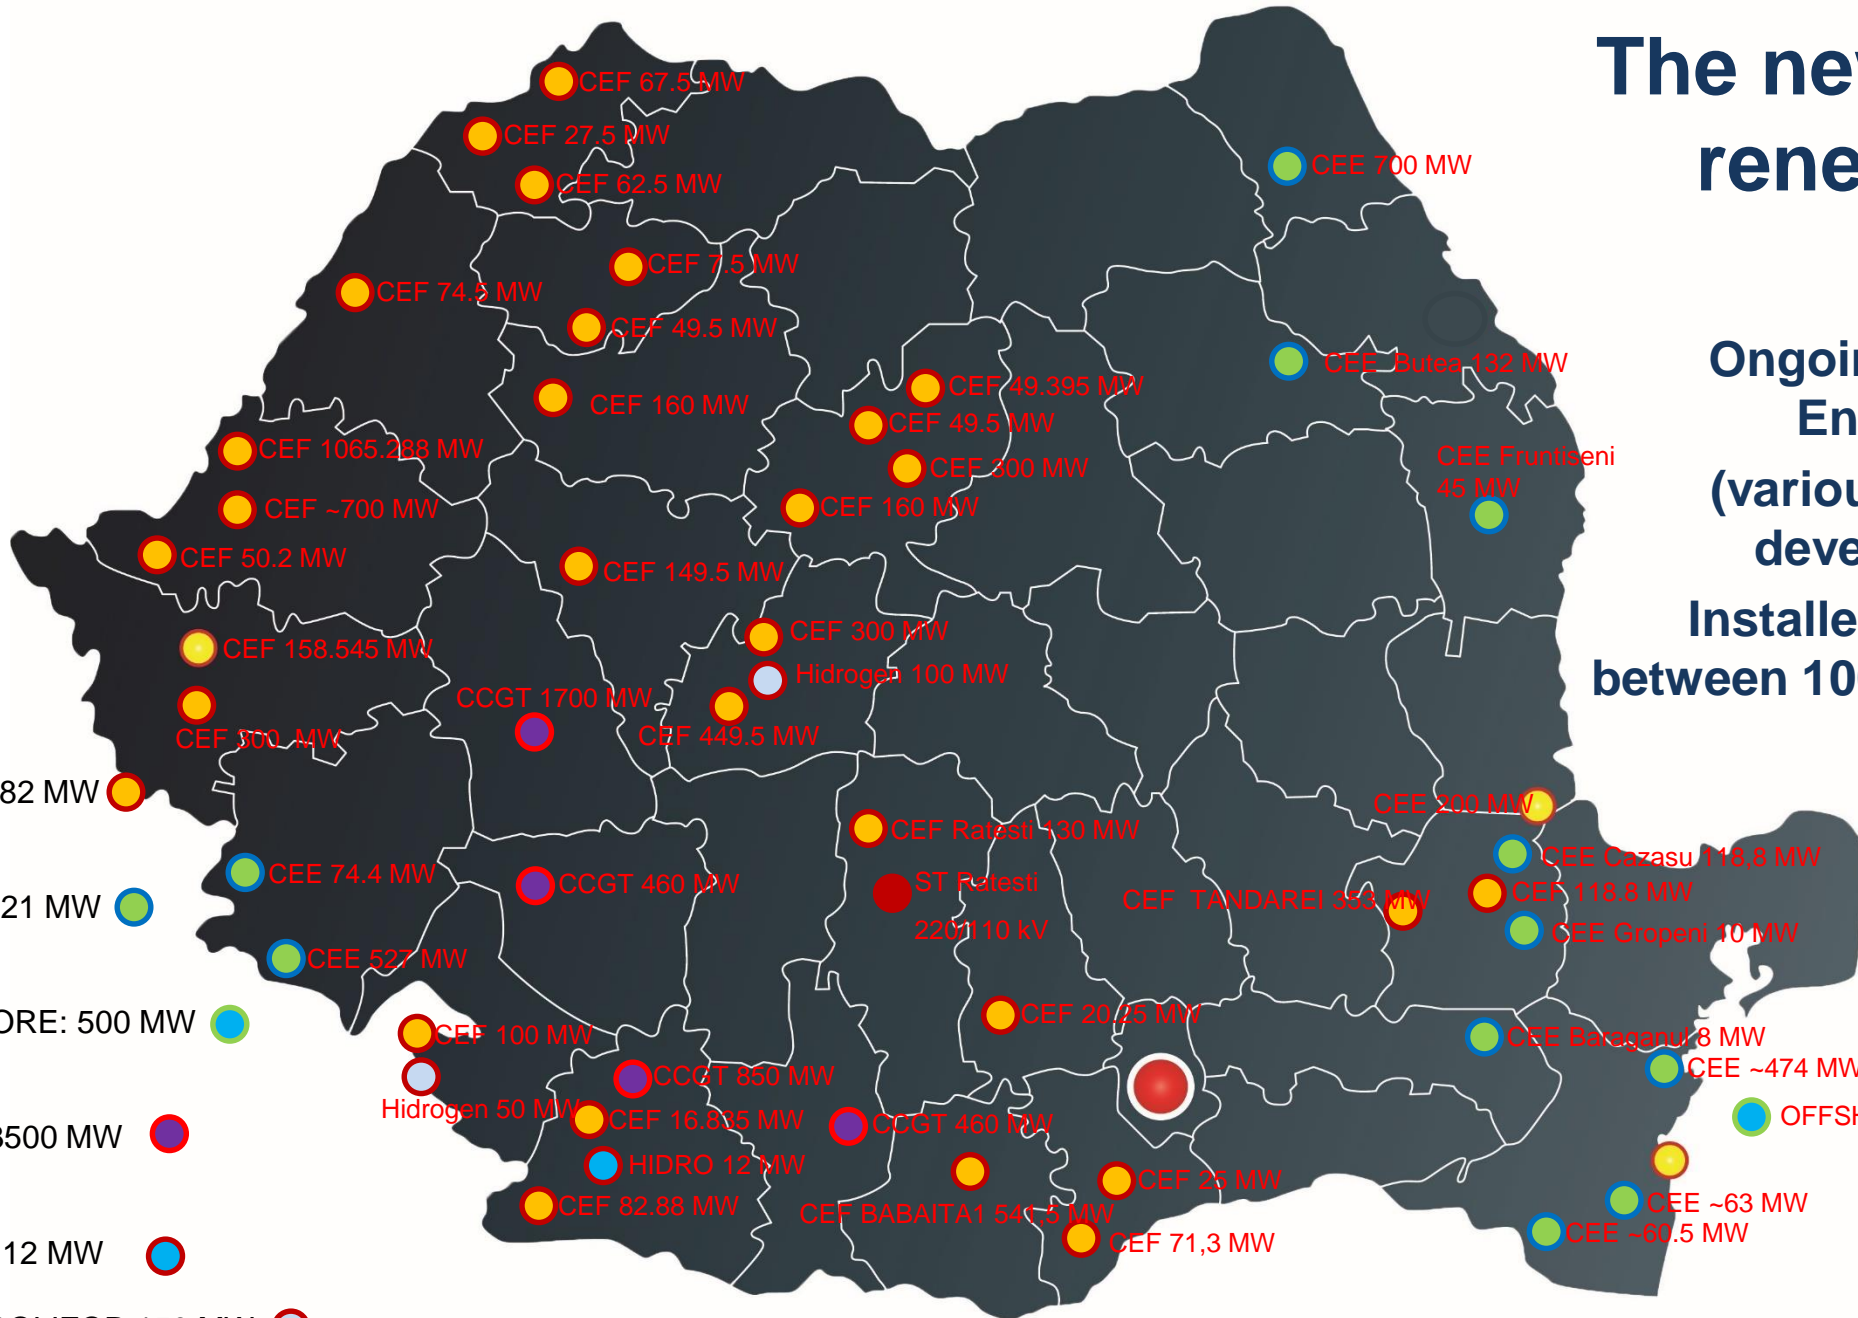 The ne
rene
Ongoin
En
(variou
deve
Installe
between 10
CEF 67.5 MW
CEF 27.5 MW
CEF 62.5 MW
CEE 700 MW
CEF 7.5 MW
CEF 74.5 MW
CEF 49.5 MW
CEE Butea 132 MW
CEF 49.395 MW
CEF 160 MW
CEF 49.5 MW
CEF 1065.288 MW
CEF 300 MW
CEE Fruntiseni
45 MW
CEF ~700 MW
CEF 160 MW
CEF 50.2 MW
CEF 149.5 MW
CEF 158.545 MW
CEF 300 MW
Hidrogen 100 MW
CCGT 1700 MW
CEF 300 MW
CEF 449.5 MW
82 MW
CEE 200 MW
CEF Ratesti 130 MW
CEE Cazasu 118,8 MW
CEE 74.4 MW
CCGT 460 MW
ST Ratesti
220/110 kV
CEF TANDAREI 353 MW
CEF 118.8 MW
21 MW
CEE Gropeni 10 MW
CEE 527 MW
ORE: 500 MW
CEF 100 MW
CEF 20.25 MW
CEE Baraganul 8 MW
CEE ~474 MW
CCGT 850 MW
Hidrogen 50 MW
CEF 16.835 MW
CCGT 460 MW
OFFSH
3500 MW
HIDRO 12 MW
CEF 25 MW
CEF 82.88 MW
CEF BABAITA1 541,5 MW
CEE ~63 MW
CEE ~60.5 MW
CEF 71,3 MW
12 MW